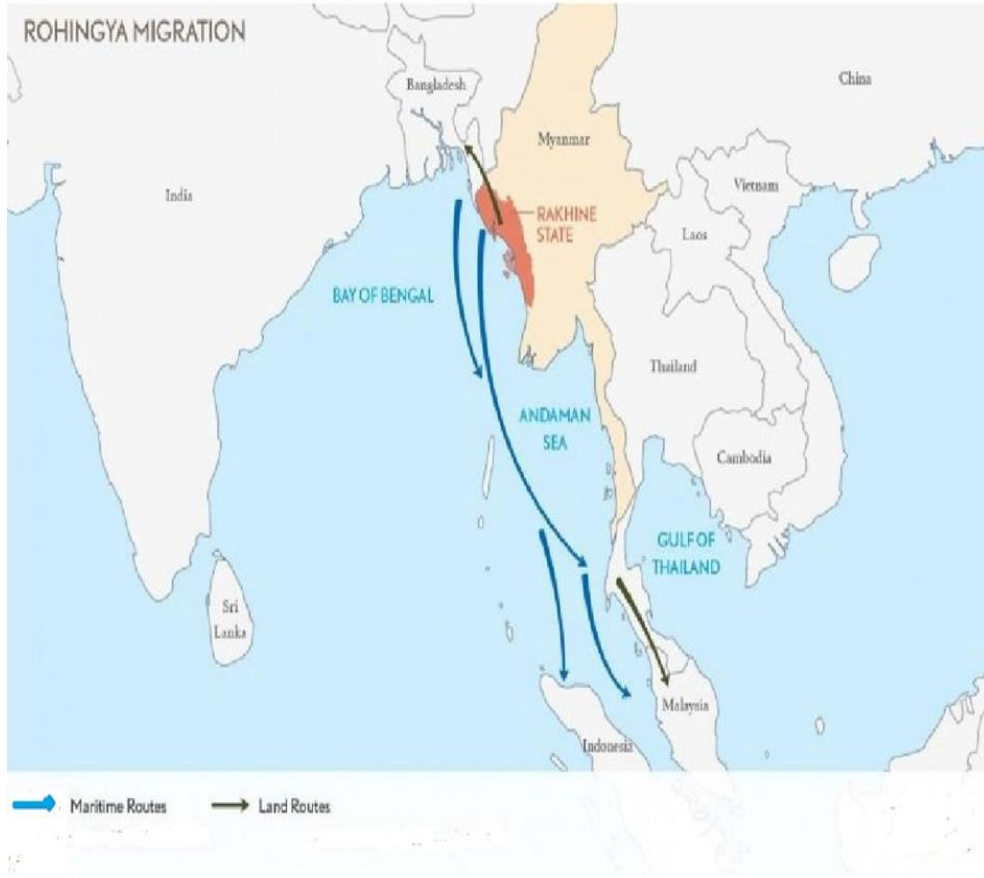 ROHINGYA MIGRATION
Bangladesh
China
Myanmar
India
Vietnam
RAKHINE
STATE
Laos
BAY OF BENGAL
Thailand
ANDAMAN
SEA
Cambodia
GULF OF
THAILAND
Sri
Lanka
Malaysia
Indonesia
Maritime Routes
Land Routes